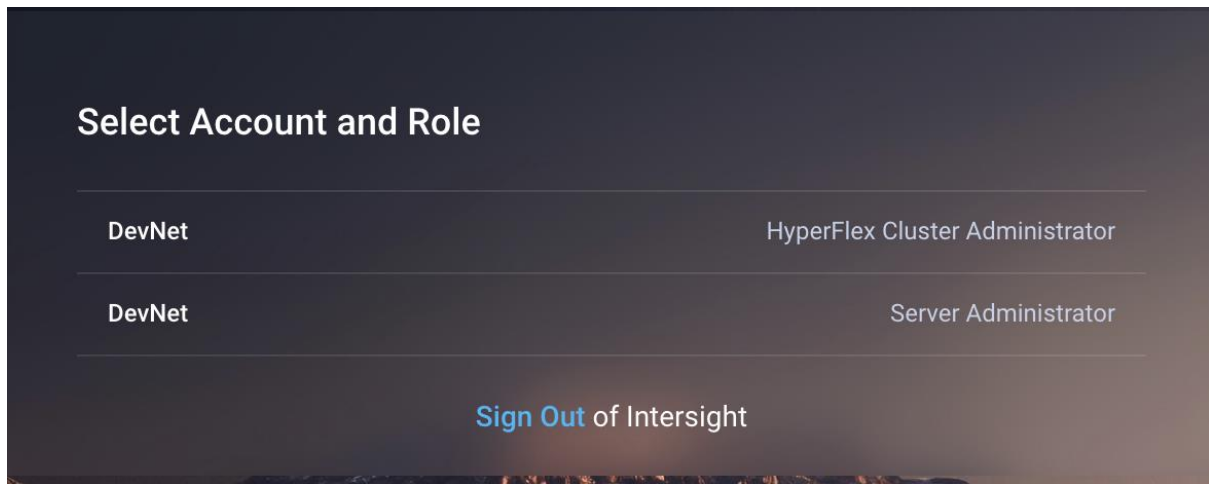 Select Account and Role
DevNet HyperFlex Cluster Administrator
DevNet Server Administrator
Sign Out of Intersight